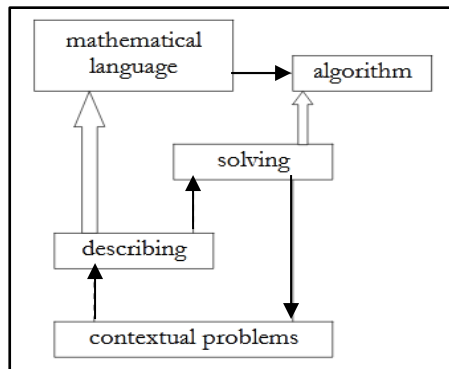 mathematical
language
algorithm
solving
describing
contextual problems